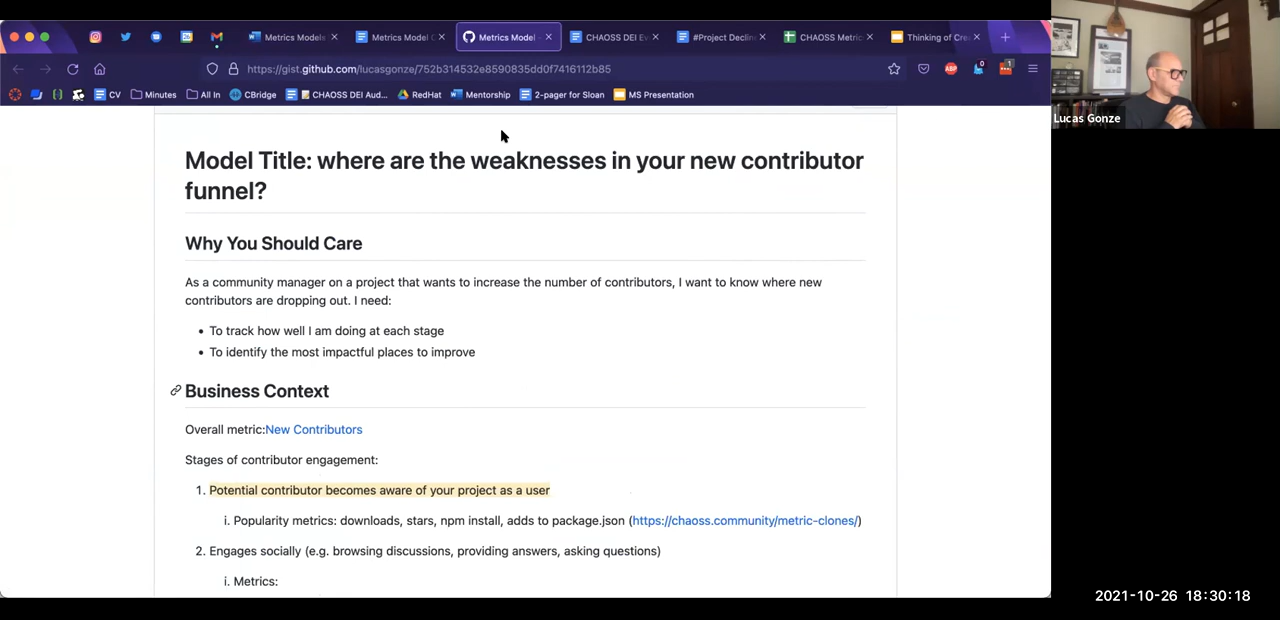 Metrics Models
Metrics Model
Metrics Model
CHAOSS DEI Ev
#Project Declin
CHAOSS Metric
Thinking of Cre
https://gist.github.com/lucasgonze/752b314532e8590835dd0f7416112b85
CV
Minutes
All In
CBridge
CHAOSS DEI Aud...
RedHat
Mentorship
2-pager for Sloan
MS Presentation
Lucas Gonze
Model Title: where are the weaknesses in your new contributor
funnel?
Why You Should Care
As a community manager on a project that wants to increase the number of contributors, I want to know where new
contributors are dropping out. I need:
• To track how well I am doing at each stage
• To identify the most impactful places to improve
Business Context
Overall metric:New Contributors
Stages of contributor engagement:
1. Potential contributor becomes aware of your project as a user
i. Popularity metrics: downloads, stars, npm install, adds to package.json (https://chaoss.community/metric-clones/)
2. Engages socially (e.g. browsing discussions, providing answers, asking questions)
i. Metrics:
2021-10-26 18:30:18